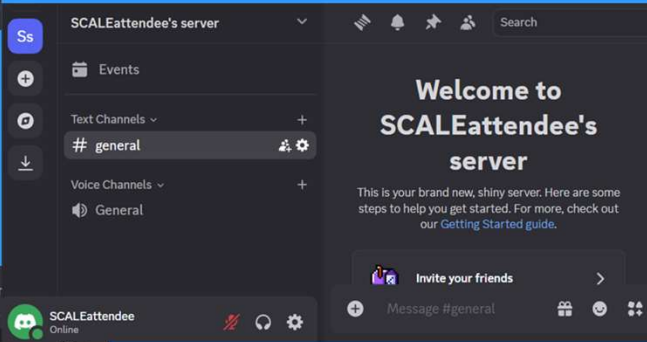 Ss
SCALEattendee's server
Events
Text Channels
# general
Voice Channels
General
SCALEattendee
Online
Search
Welcome to
SCALEattendee's
server
This is your brand new, shiny server. Here are some
steps to help you get started. For more, check out
our Getting Started guide.
Invite your friends
Message #general